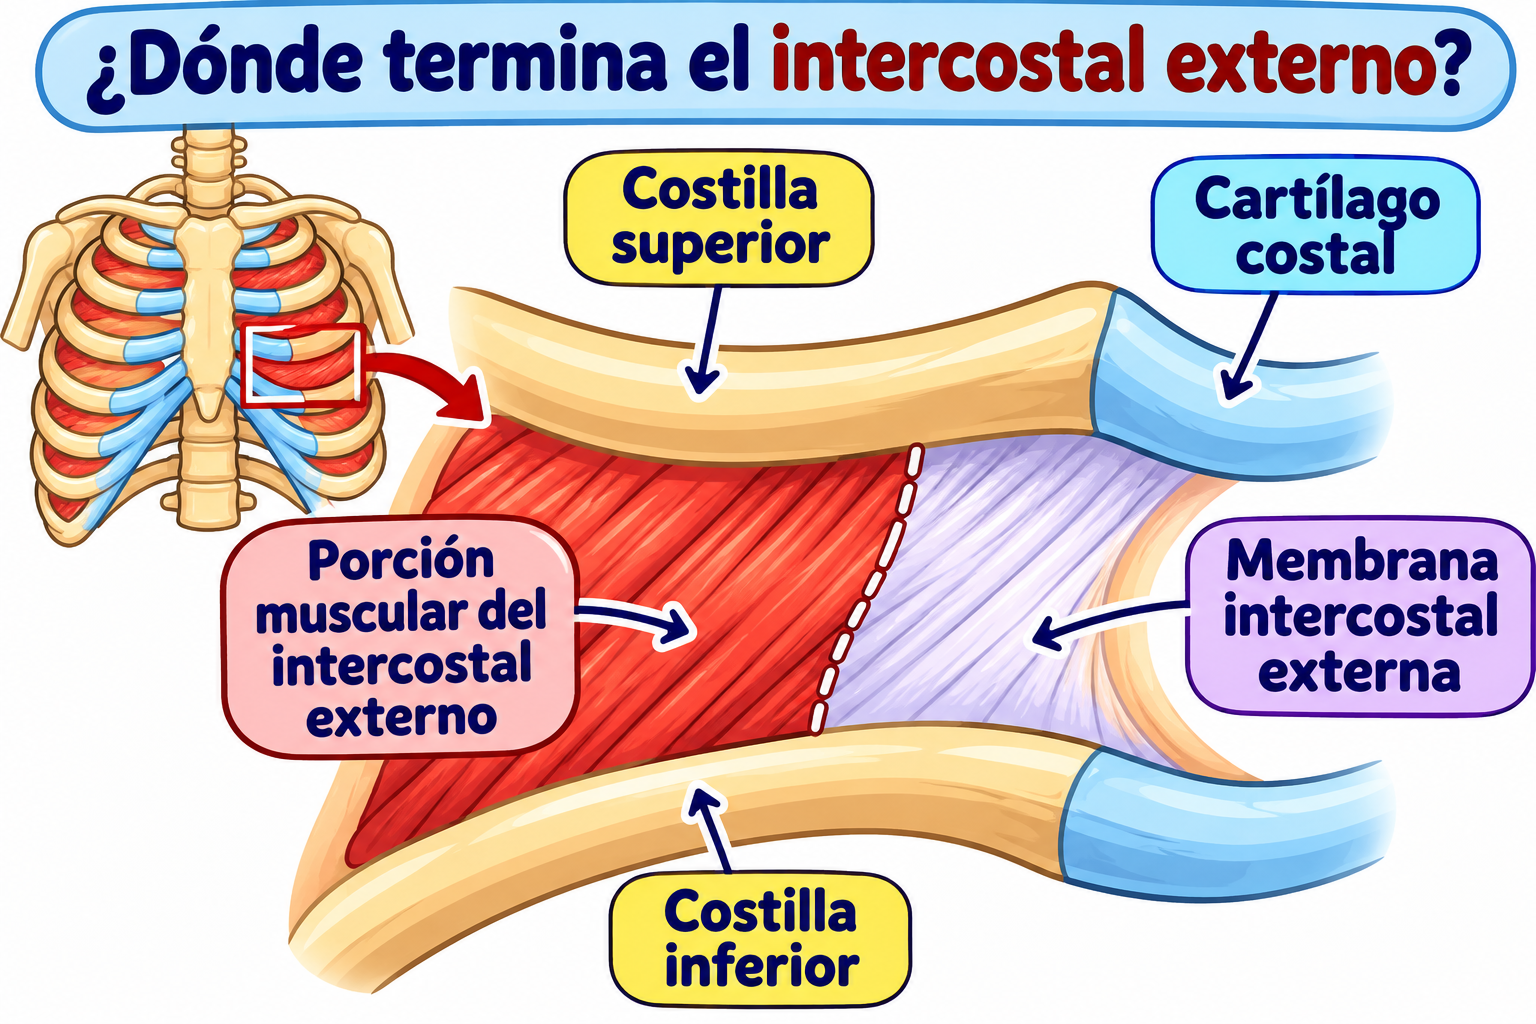 ¿Dónde termina el intercostal externo?
Costilla
superior
Cartílago
costal
Porción
muscular del
intercostal
externo
Membrana
intercostal
externa
Costilla
inferior